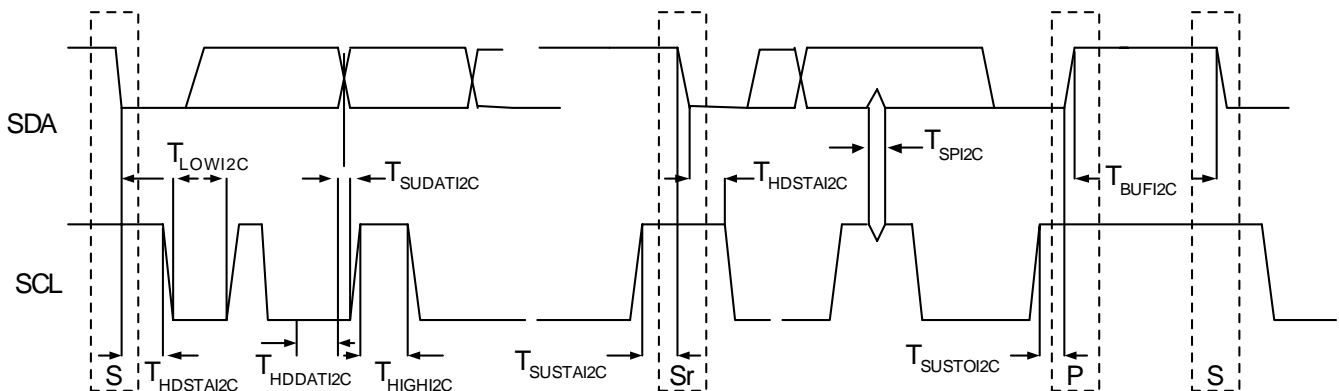 SDA
T_LOWI2C
T_SUDATI2C
T_SPI2C
T_HDSTAI2C
T_BUFI2C
SCL
S
T_HDSTAI2C
T_HDDATI2C
T_HIGHI2C
T_SUSTAI2C
Sr
T_SUSTOI2C
P
S